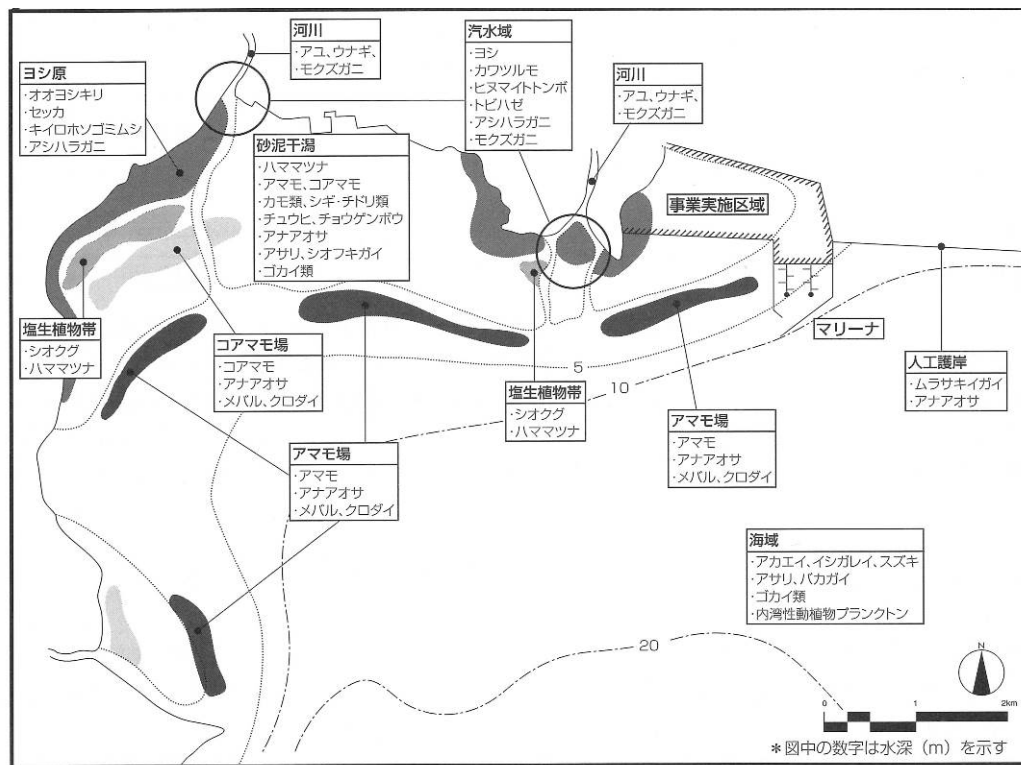 河川
・アユ、ウナギ、
・モクズガニ
汽水域
・ヨシ
・カワツルモ
・ヒヌマイトトンボ
・トビハゼ
・アシハラガニ
・モクズガニ
河川
・アユ、ウナギ、
・モクズガニ
ヨシ原
・オオヨシキリ
・セッカ
・キイロホソゴミムシ
・アシハラガニ
砂泥干潟
・ハママツナ
・アマモ、コアマモ
・カモ類、シギ・チドリ類
・チュウヒ、チョウゲンボウ
・アナアオサ
・アサリ、シオフキガイ
・ゴカイ類
事業実施区域
塩生植物帯
・シオクグ
・ハママツナ
コアマモ場
・コアマモ
・アナアオサ
・メバル、クロダイ
マリーナ
5
10
塩生植物帯
・シオクグ
・ハママツナ
人工護岸
・ムラサキイガイ
・アナアオサ
アマモ場
・アマモ
・アナアオサ
・メバル、クロダイ
アマモ場
・アマモ
・アナアオサ
・メバル、クロダイ
海域
・アカエイ、イシガレイ、スズキ
・アサリ、バカガイ
・ゴカイ類
・内湾性動植物プランクトン
20
N
0 1 2km
＊図中の数字は水深（m）を示す